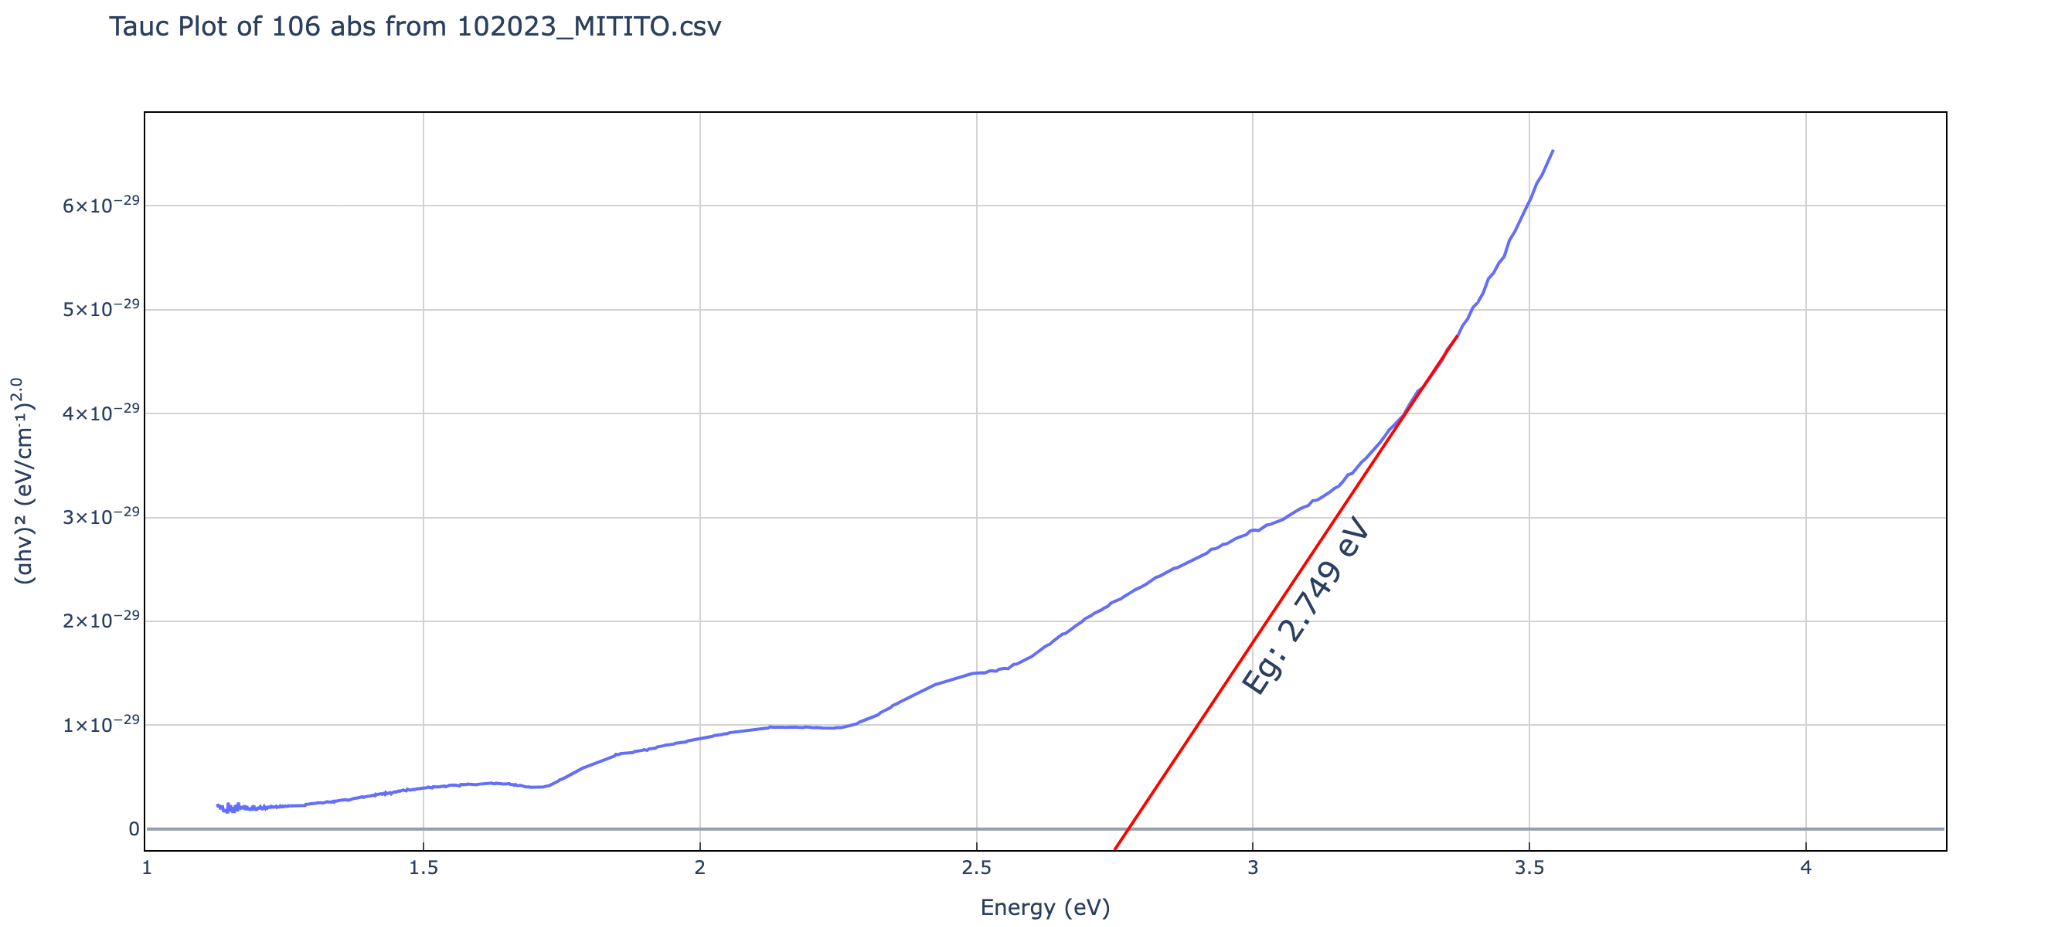 Tauc Plot of 106 abs from 102023_MITITO.csv
(αhν)² (eV/cm⁻¹)²·⁰
6×10⁻²⁹
5×10⁻²⁹
4×10⁻²⁹
3×10⁻²⁹
2×10⁻²⁹
1×10⁻²⁹
0
Eg: 2.749 eV
1 1.5 2 2.5 3 3.5 4
Energy (eV)